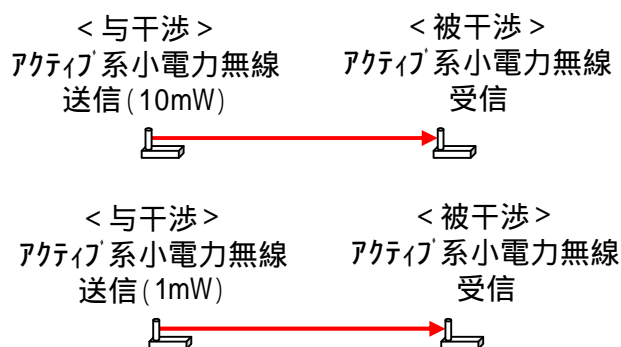 <与干渉>
アクティブ系小電力無線
送信(10mW)
<被干渉>
アクティブ系小電力無線
受信
<与干渉>
アクティブ系小電力無線
送信(1mW)
<被干渉>
アクティブ系小電力無線
受信